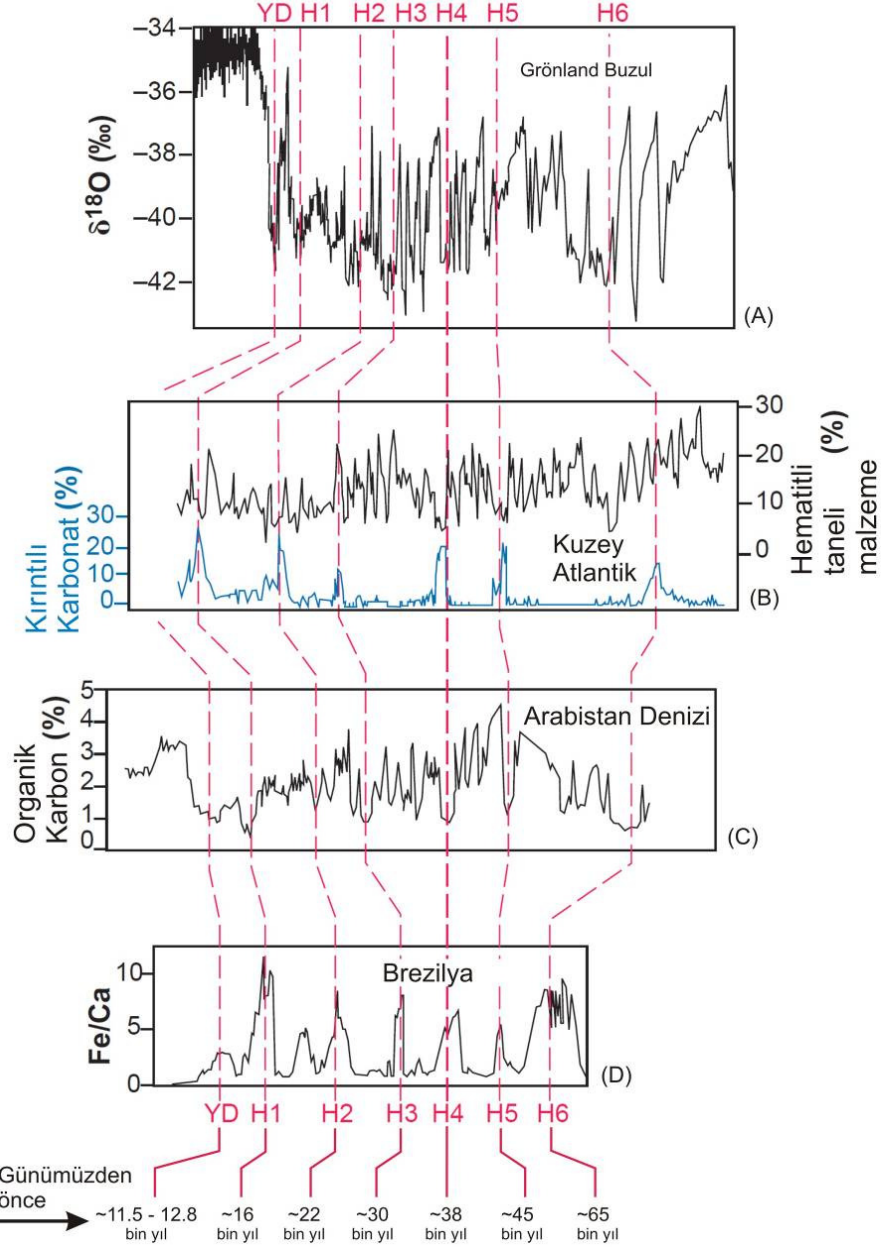 YD H1 H2 H3 H4 H5 H6
−34
−36
−38
−40
−42
δ¹⁸O (‰)
Grönland Buzul
(A)
30
20
10
0
Hematitli
taneli
malzeme
(%)
30
20
10
0
Kırıntılı
Karbonat (%)
Kuzey
Atlantik
(B)
5
4
3
2
1
0
Organik
Karbon (%)
Arabistan Denizi
(C)
10
5
0
Fe/Ca
Brezilya
(D)
YD H1 H2 H3 H4 H5 H6
Günümüzden
önce
~11.5 - 12.8 ~16 ~22 ~30 ~38 ~45 ~65
bin yıl bin yıl bin yıl bin yıl bin yıl bin yıl bin yıl